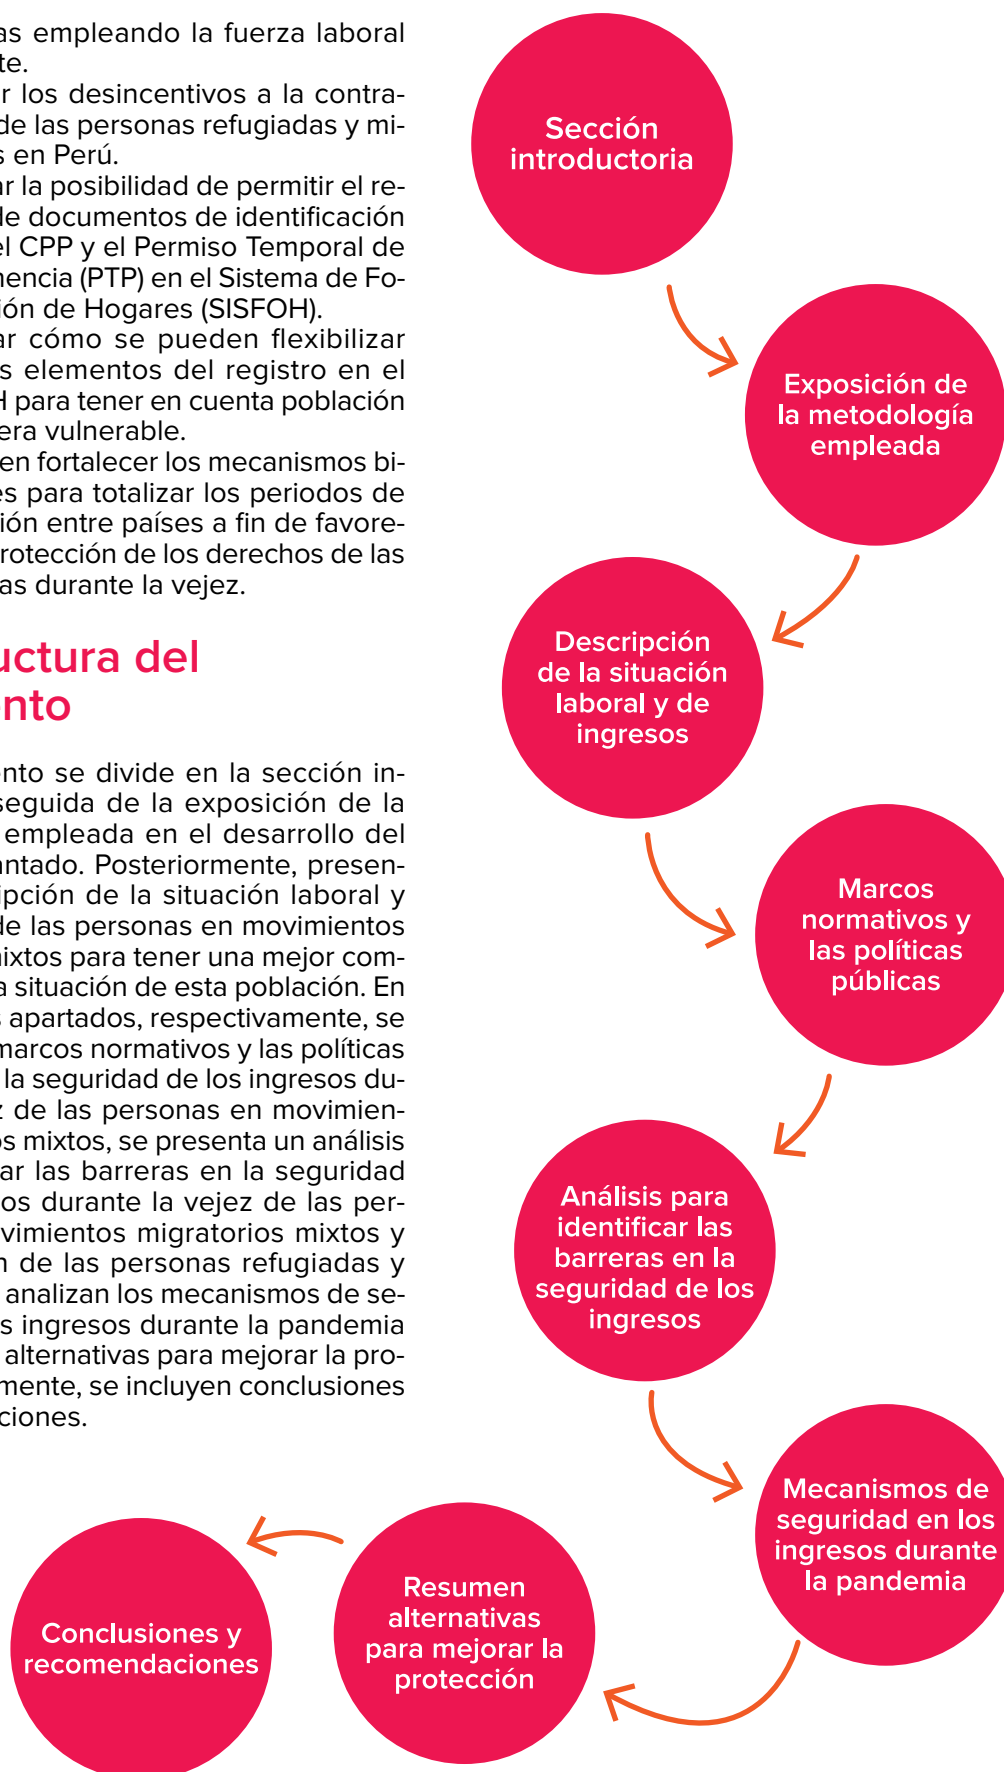 as empleando la fuerza laboral
te.
r los desincentivos a la contra-
de las personas refugiadas y mi-
s en Perú.
ar la posibilidad de permitir el re-
de documentos de identificación
el CPP y el Permiso Temporal de
nencia (PTP) en el Sistema de Fo-
ión de Hogares (SISFOH).
ar cómo se pueden flexibilizar
s elementos del registro en el
H para tener en cuenta población
era vulnerable.
en fortalecer los mecanismos bi-
es para totalizar los periodos de
ión entre países a fin de favore-
rotección de los derechos de las
as durante la vejez.
uctura del
ento
ento se divide en la sección in-
seguida de la exposición de la
empleada en el desarrollo del
antado. Posteriormente, presen-
ipción de la situación laboral y
de las personas en movimientos
mixtos para tener una mejor com-
a situación de esta población. En
s apartados, respectivamente, se
marcos normativos y las políticas
la seguridad de los ingresos du-
z de las personas en movimien-
os mixtos, se presenta un análisis
ar las barreras en la seguridad
os durante la vejez de las per-
vimientos migratorios mixtos y
n de las personas refugiadas y
analizan los mecanismos de se-
s ingresos durante la pandemia
alternativas para mejorar la pro-
mente, se incluyen conclusiones
ciones.
Sección
introductoria
Exposición de
la metodología
empleada
Descripción
de la situación
laboral y de
ingresos
Marcos
normativos y
las políticas
públicas
Análisis para
identificar las
barreras en la
seguridad de los
ingresos
Mecanismos de
seguridad en los
ingresos durante
la pandemia
Resumen
alternativas
para mejorar la
protección
Conclusiones y
recomendaciones